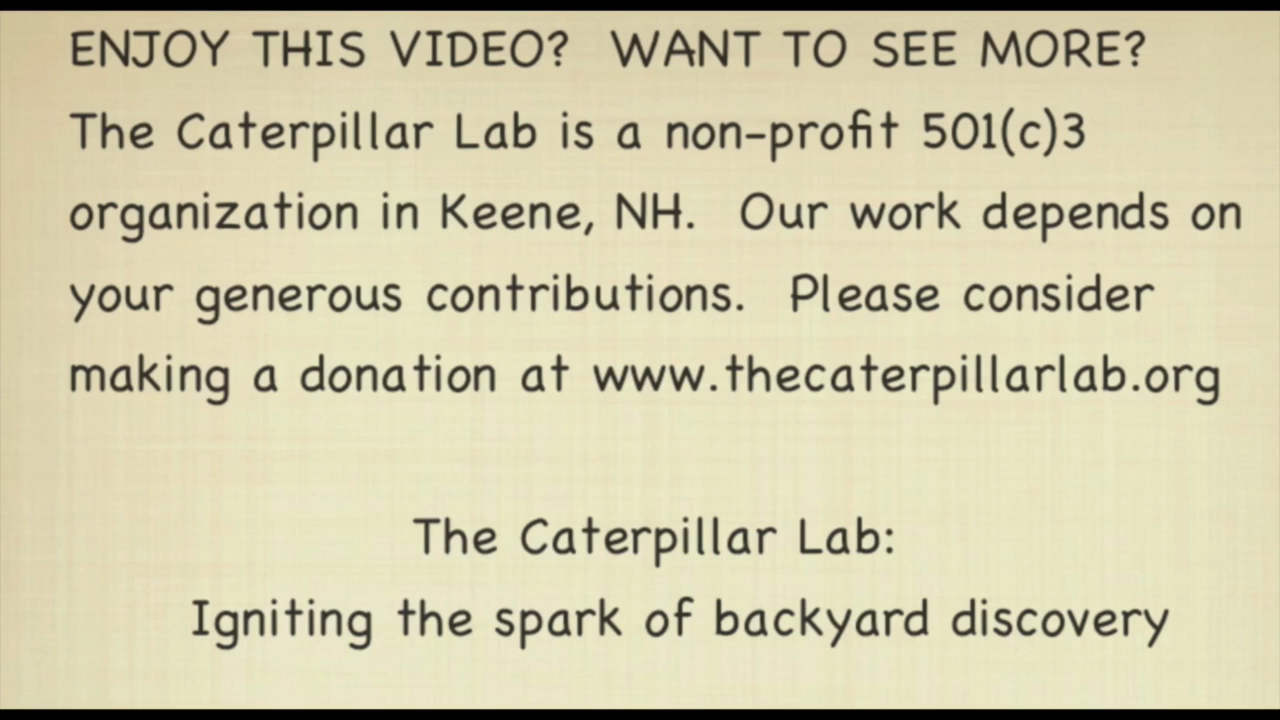 ENJOY THIS VIDEO?  WANT TO SEE MORE?
The Caterpillar Lab is a non-profit 501(c)3
organization in Keene, NH.  Our work depends on
your generous contributions.  Please consider
making a donation at www.thecaterpillarlab.org
The Caterpillar Lab:
Igniting the spark of backyard discovery